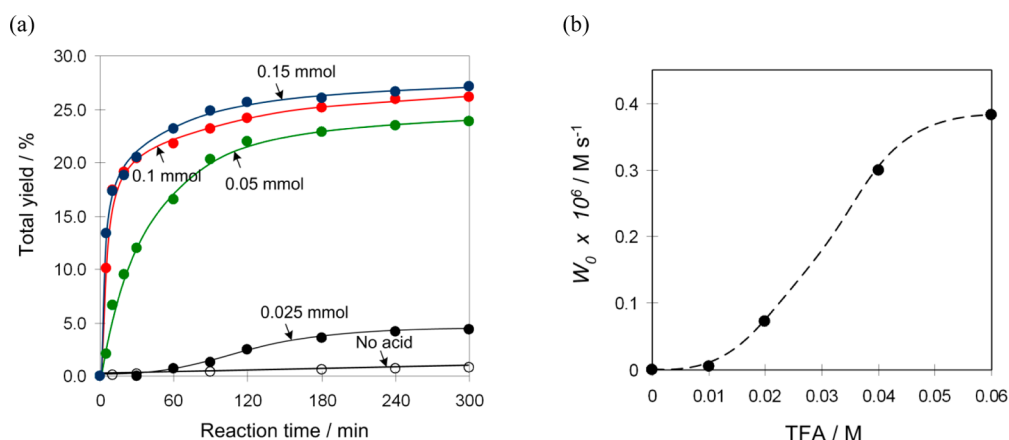 (a)
(b)
30.0
25.0
20.0
15.0
10.0
5.0
0.0
Total yield / %
0.15 mmol
0.1 mmol
0.05 mmol
0.025 mmol
No acid
0
60
120
180
240
300
Reaction time / min
0.4
0.3
0.2
0.1
0
W₀ x 10⁶ / M s⁻¹
0
0.01
0.02
0.03
0.04
0.05
0.06
TFA / M